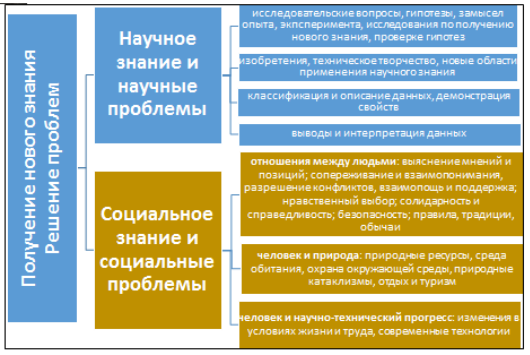 Получение нового знания
Решение проблем
Научное
знание и
научные
проблемы
исследовательские вопросы, гипотезы, замысел
опыта, экпсперимента, исследования по получению
нового знания, проверке гипотез
изобретения, техническое творчество, новые области
применения научного знания
классификация и описание данных, демонстрация
свойств
выводы и интерпретация данных
Социальное
знание и
социальные
проблемы
отношения между людьми: выяснение мнений и
позиций; сопереживание и взаимопонимания,
разрешение конфликтов, взаимопощь и поддержка;
нравственный выбор; солидарность и
справедливость; безопасность; правила, традиции,
обычаи
человек и природа: природные ресурсы, среда
обитания, охрана окружающей среды, природные
катаклизмы, отдых и туризм
человек и научно-технический прогресс: изменения в
условиях жизни и труда, современные технологии